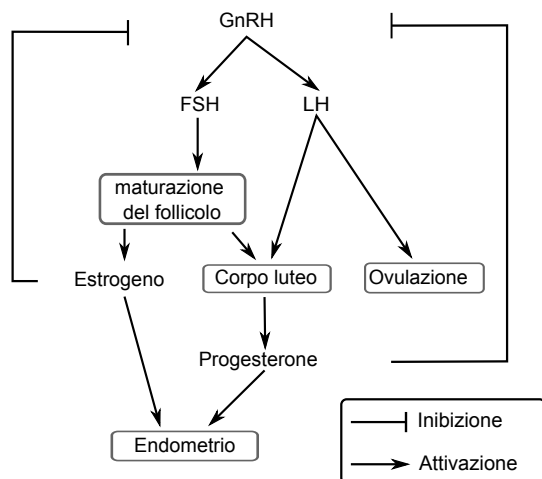 GnRH
FSH
LH
maturazione
del follicolo
Estrogeno
Corpo luteo
Ovulazione
Progesterone
Endometrio
Inibizione
Attivazione